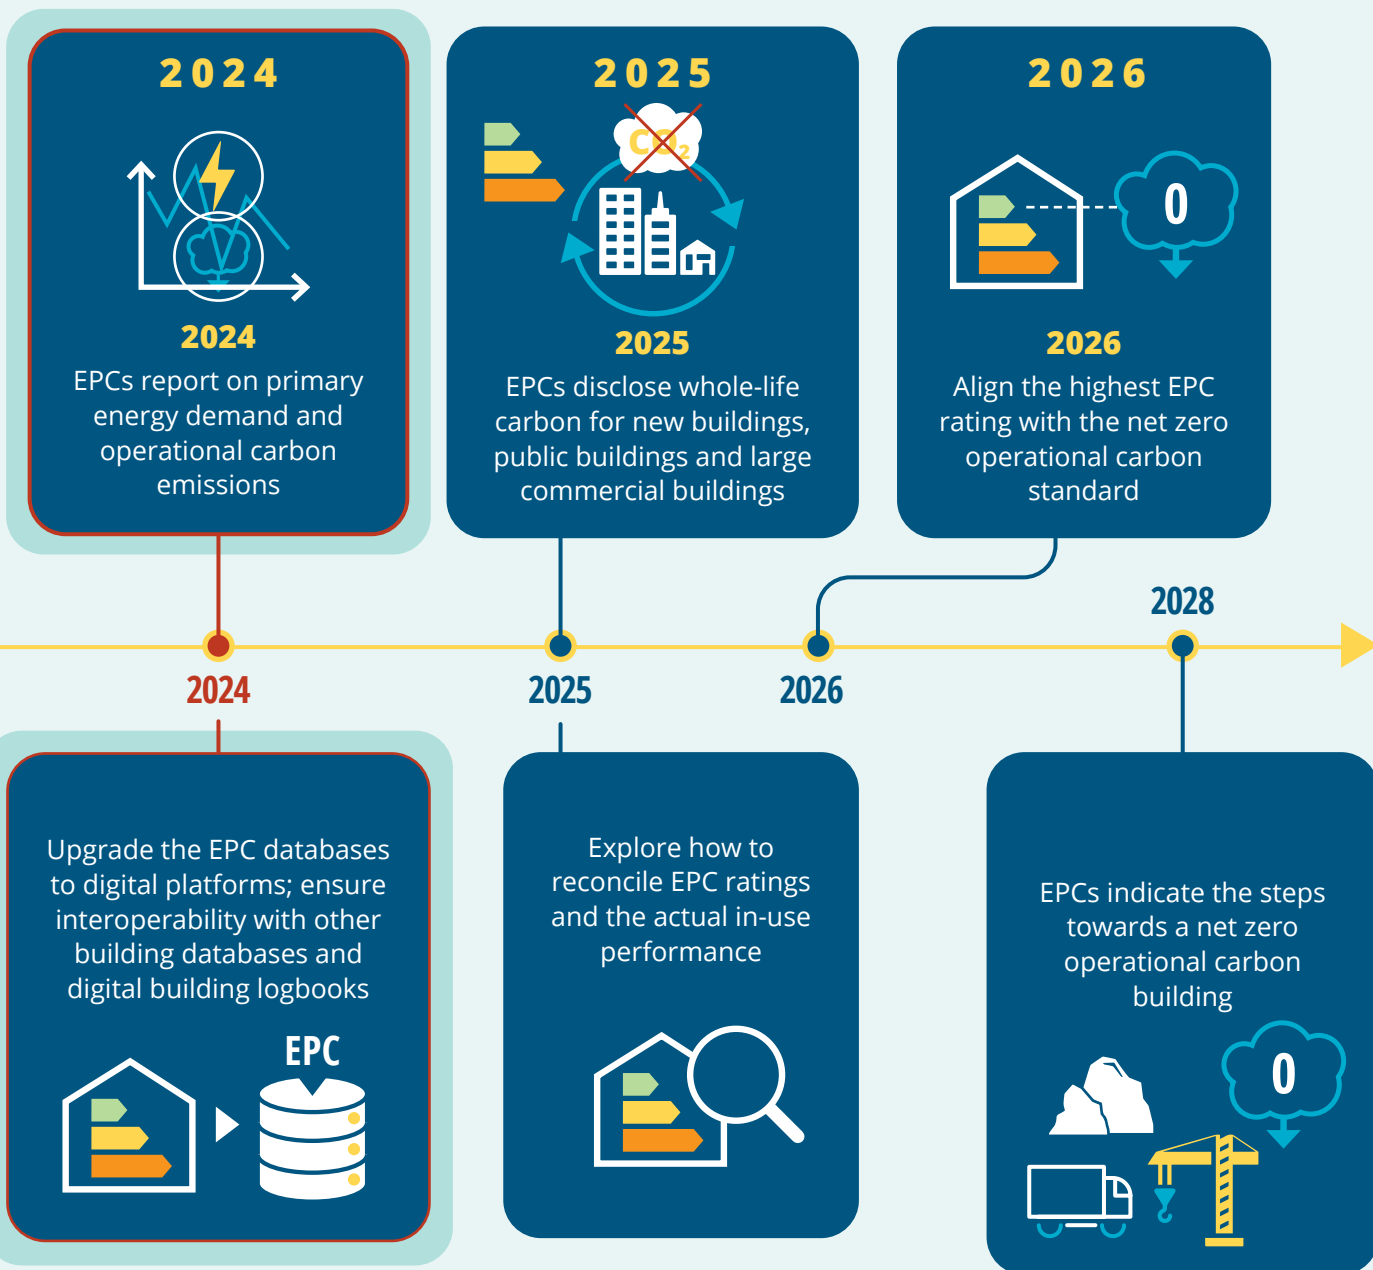 2024
2024
EPCs report on primary
energy demand and
operational carbon
emissions
2025
CO2
2025
EPCs disclose whole-life
carbon for new buildings,
public buildings and large
commercial buildings
2026
0
2026
Align the highest EPC
rating with the net zero
operational carbon
standard
2028
2024
2025
2026
Upgrade the EPC databases
to digital platforms; ensure
interoperability with other
building databases and
digital building logbooks
EPC
Explore how to
reconcile EPC ratings
and the actual in-use
performance
EPCs indicate the steps
towards a net zero
operational carbon
building
0